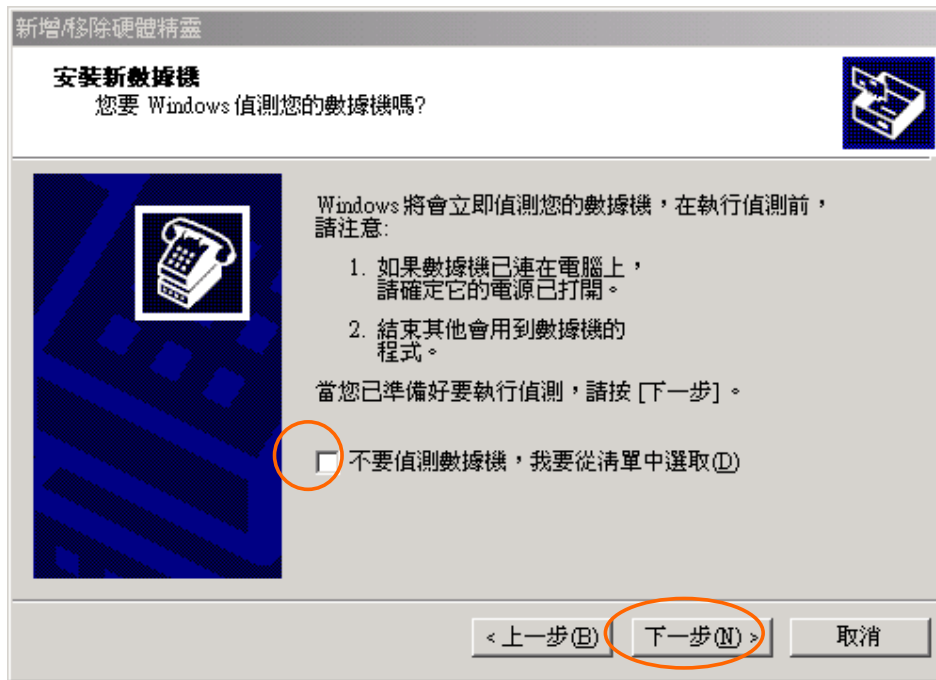 新增/移除硬體精靈
安裝新數據機
您要 Windows 偵測您的數據機嗎?
Windows 將會立即偵測您的數據機，在執行偵測前，
請注意:
1. 如果數據機已連在電腦上，
請確定它的電源已打開。
2. 結束其他會用到數據機的
程式。
當您已準備好要執行偵測，請按 [下一步]。
不要偵測數據機，我要從清單中選取(D)
< 上一步(B)
下一步(N) >
取消